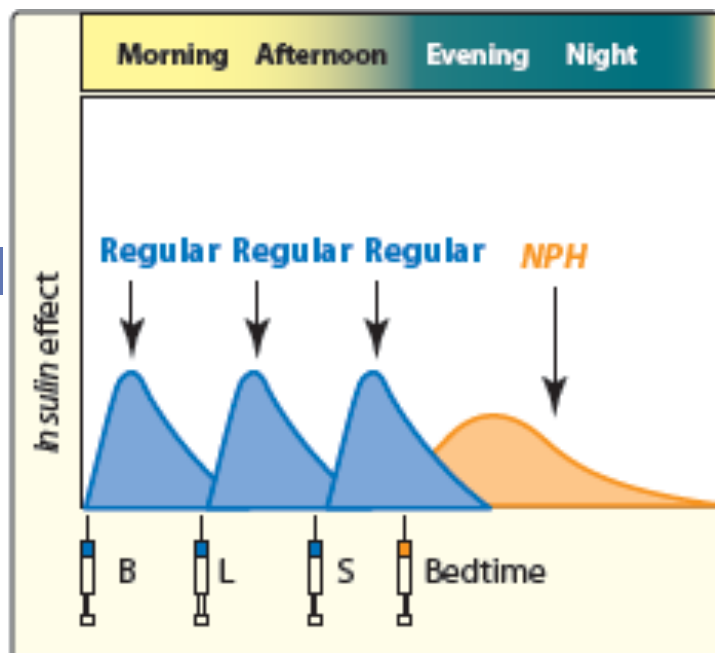 Morning Afternoon Evening Night
Regular Regular Regular NPH
Insulin effect
B L S Bedtime